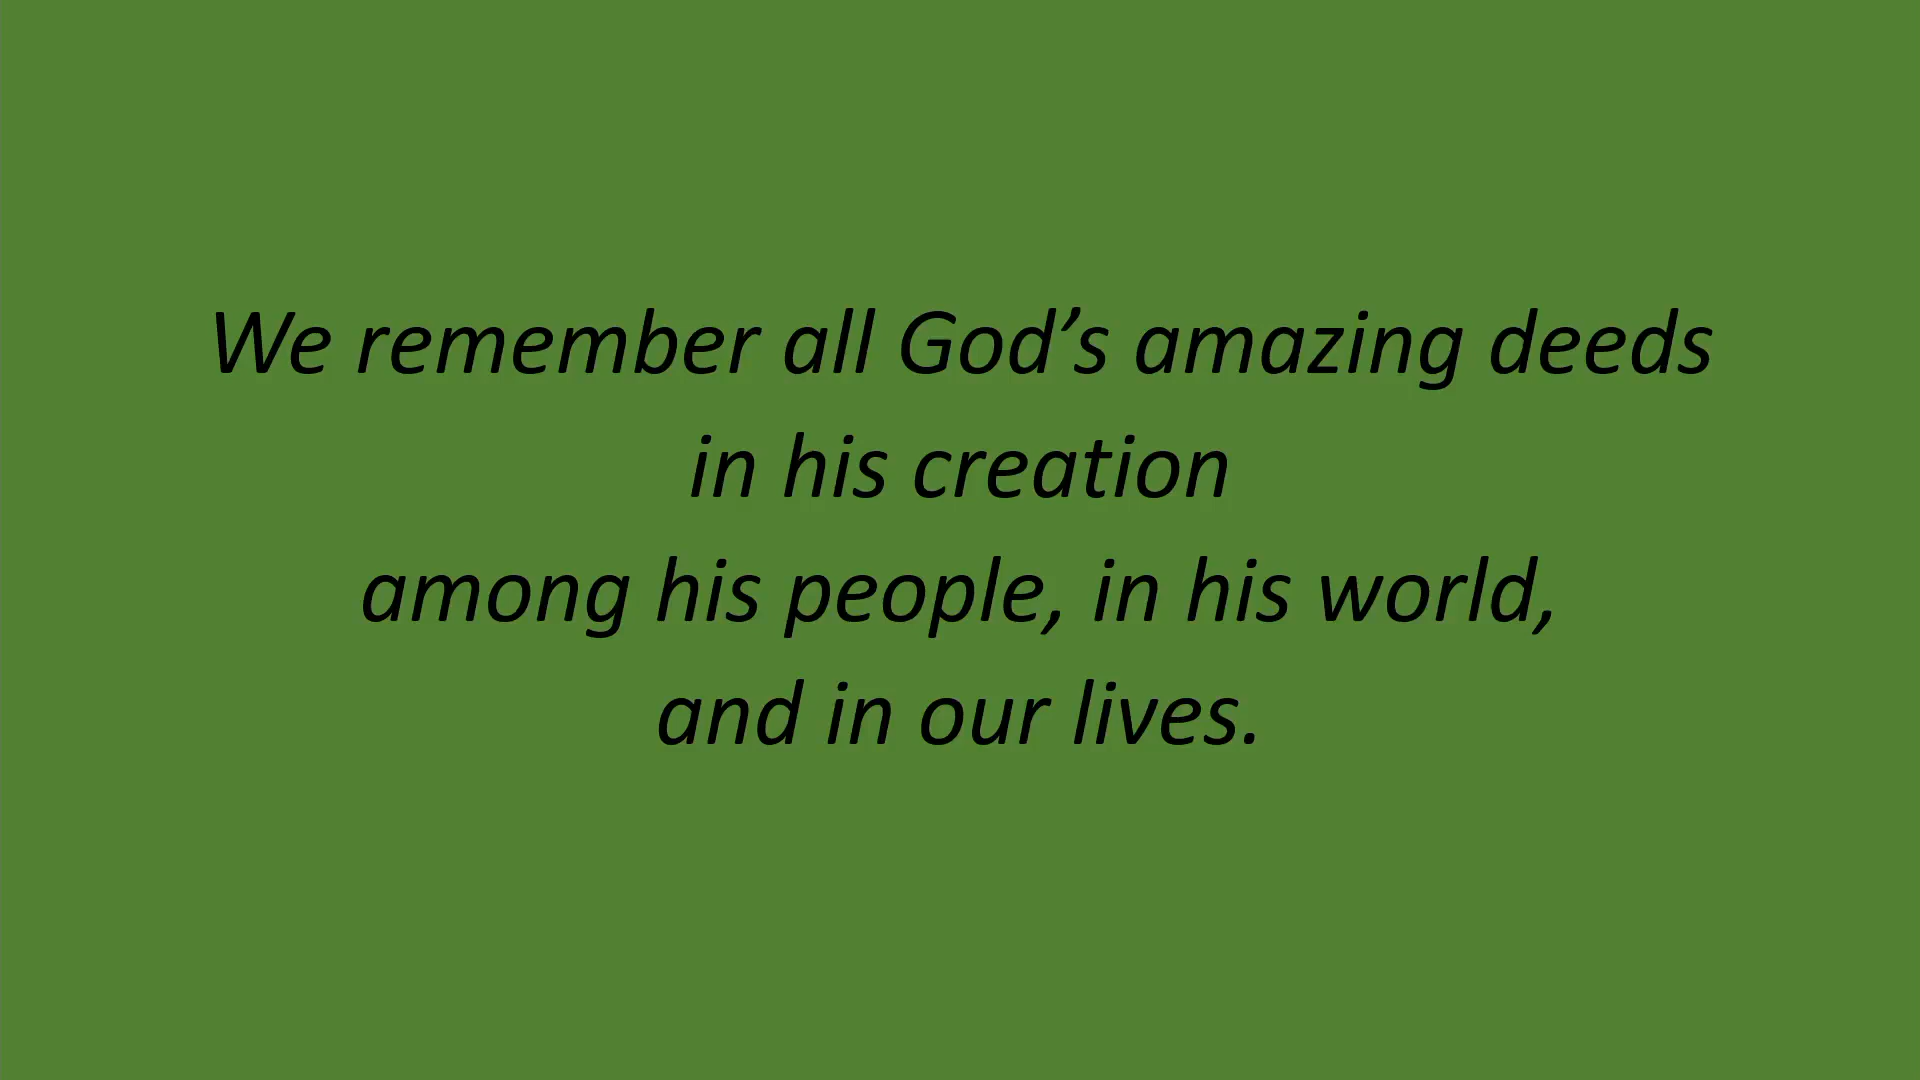 We remember all God’s amazing deeds
in his creation
among his people, in his world,
and in our lives.